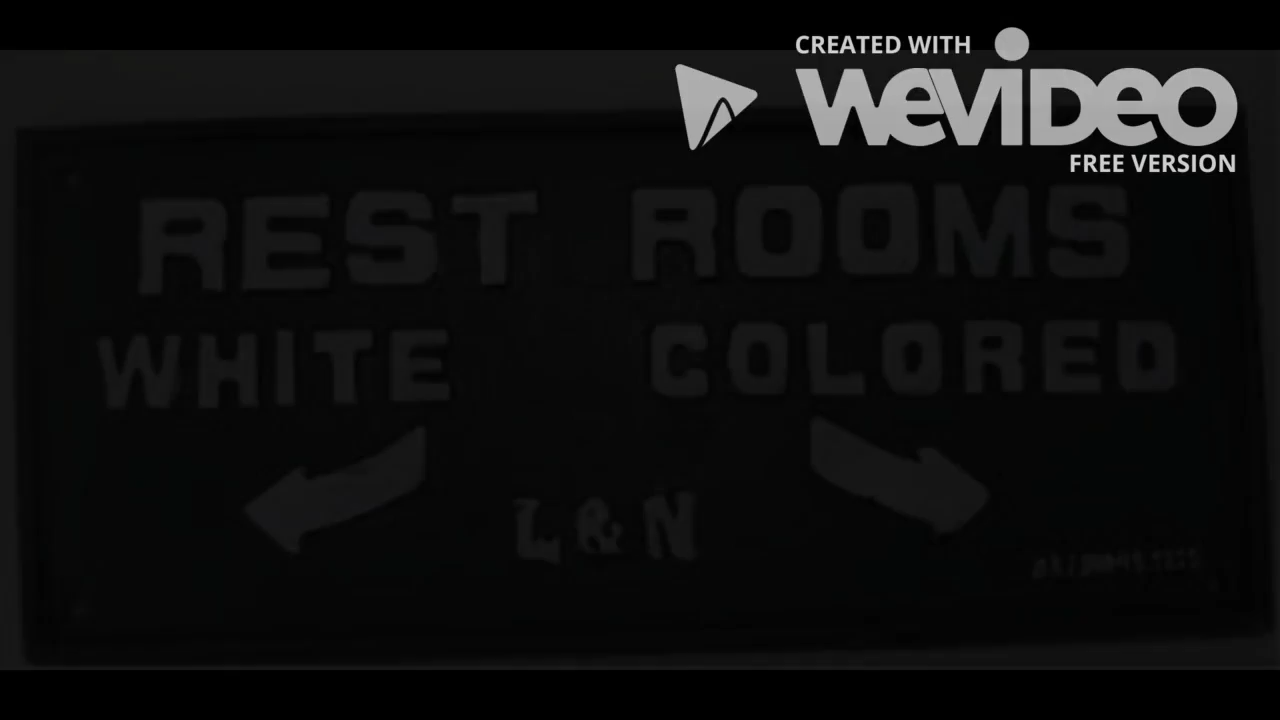 CREATED WITH
WEVIDEO
FREE VERSION
REST ROOMS
WHITE COLORED
L & N